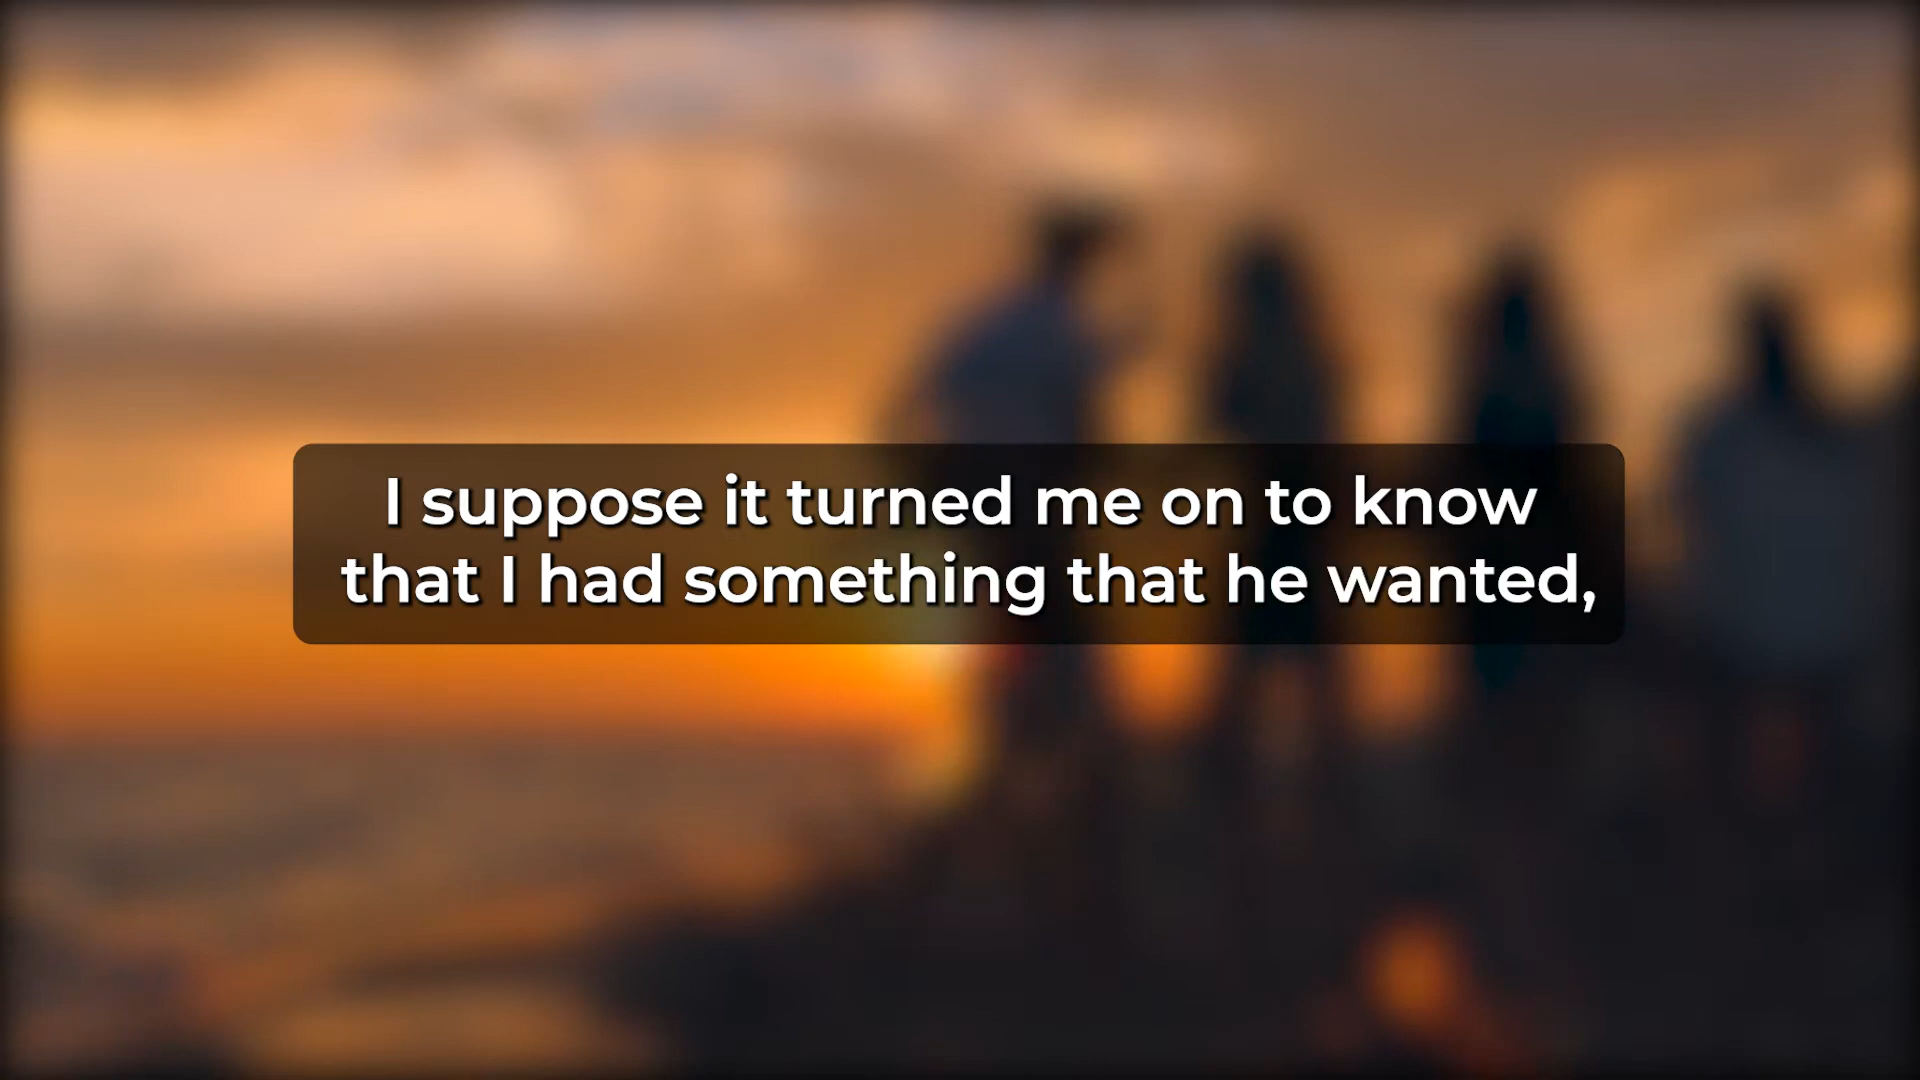 I suppose it turned me on to know
that I had something that he wanted,